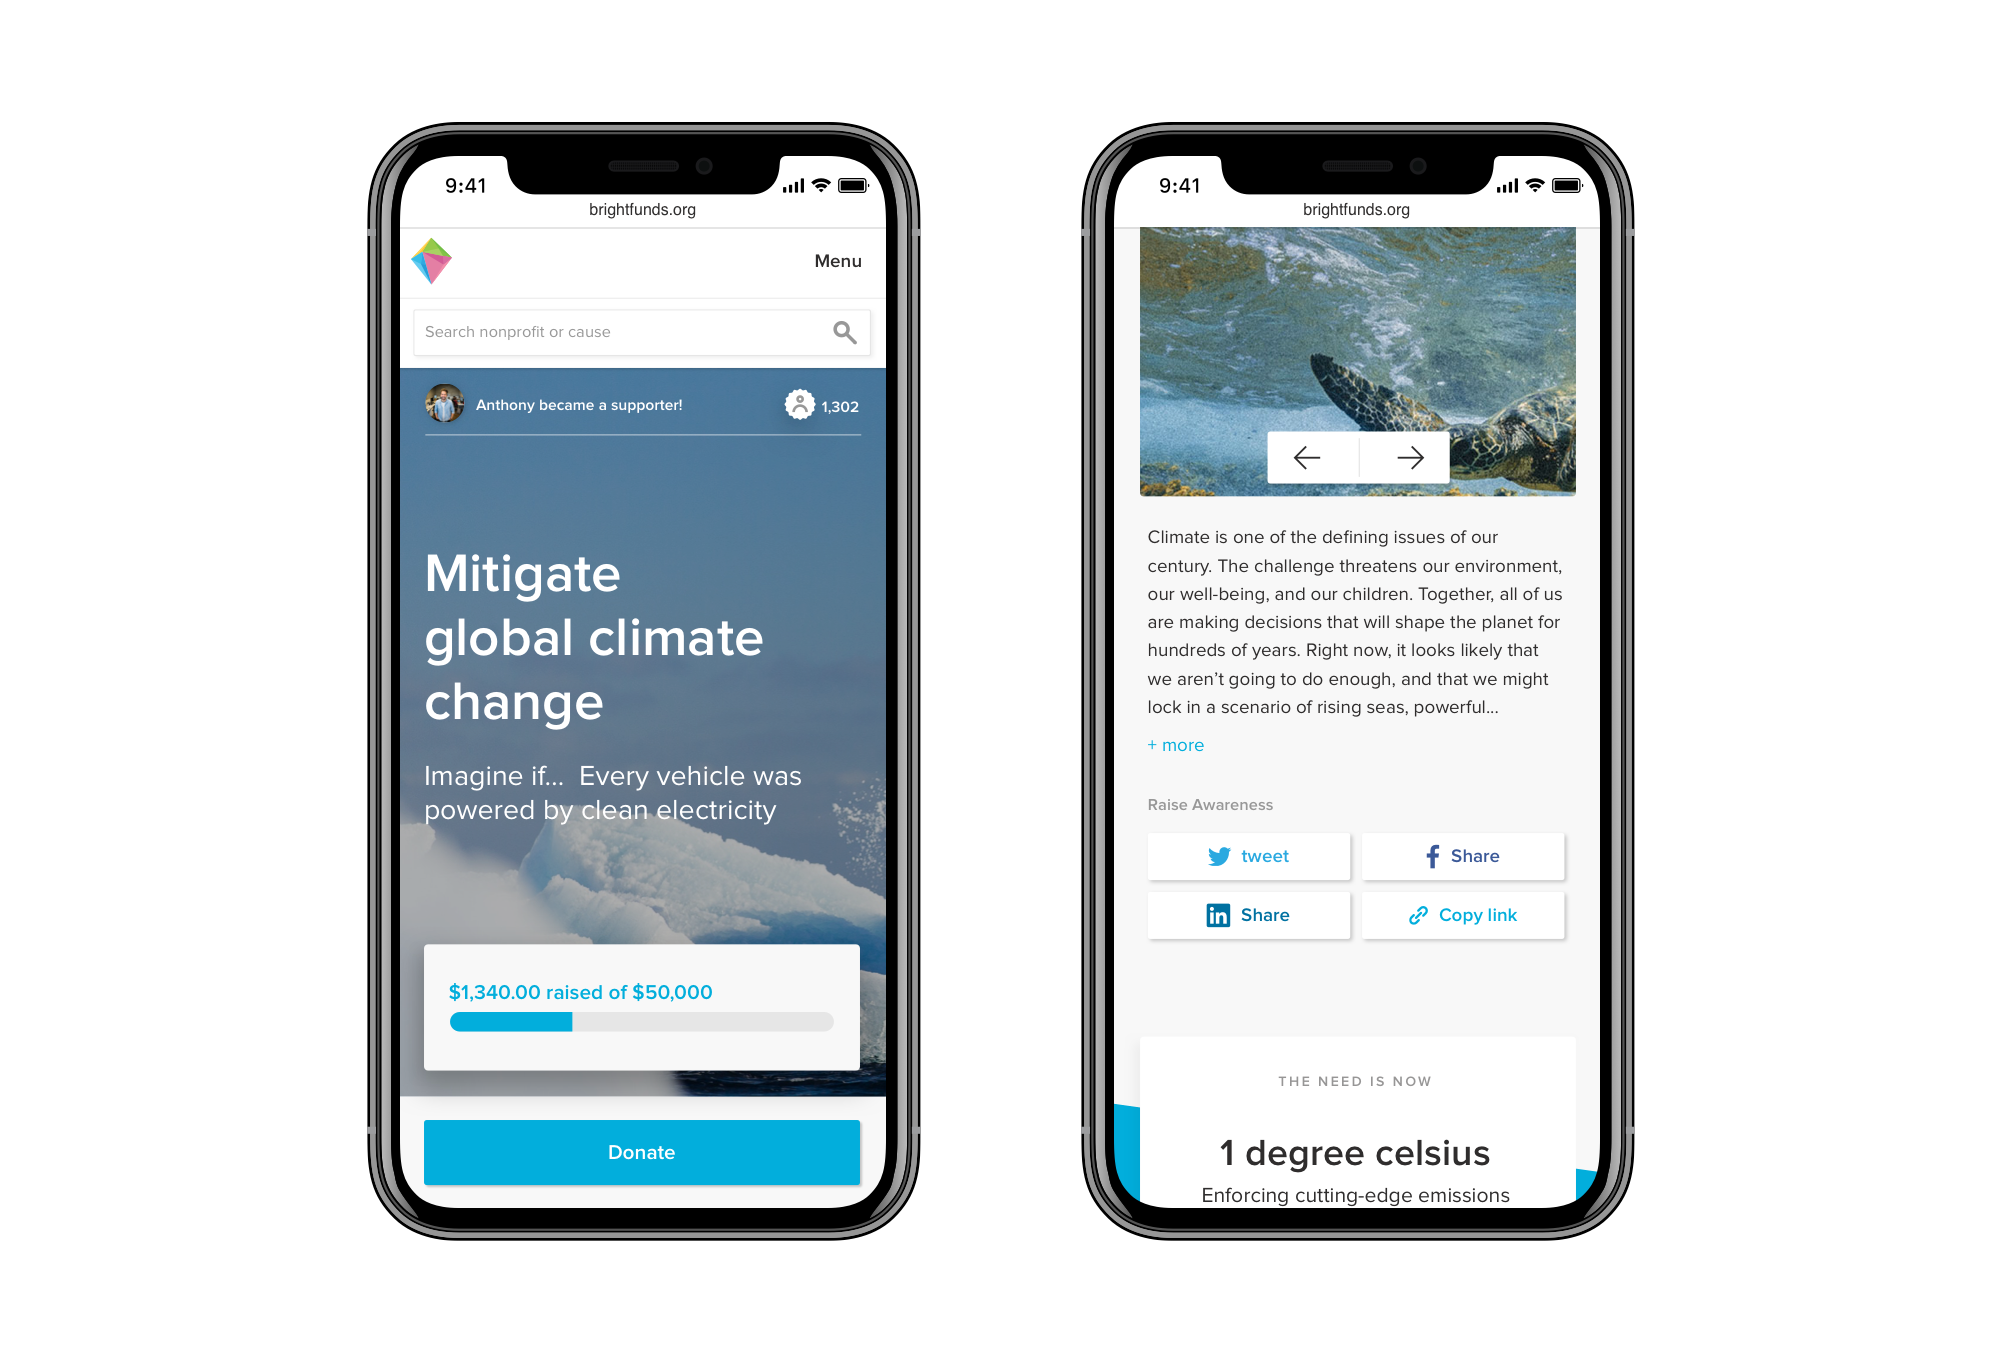 9:41
brightfunds.org
Menu
Search nonprofit or cause
Anthony became a supporter!
1,302
Mitigate
global climate
change
Imagine if... Every vehicle was
powered by clean electricity
$1,340.00 raised of $50,000
Donate
9:41
brightfunds.org
Climate is one of the defining issues of our
century. The challenge threatens our environment,
our well-being, and our children. Together, all of us
are making decisions that will shape the planet for
hundreds of years. Right now, it looks likely that
we aren’t going to do enough, and that we might
lock in a scenario of rising seas, powerful...
+ more
Raise Awareness
tweet
Share
in Share
Copy link
THE NEED IS NOW
1 degree celsius
Enforcing cutting-edge emissions